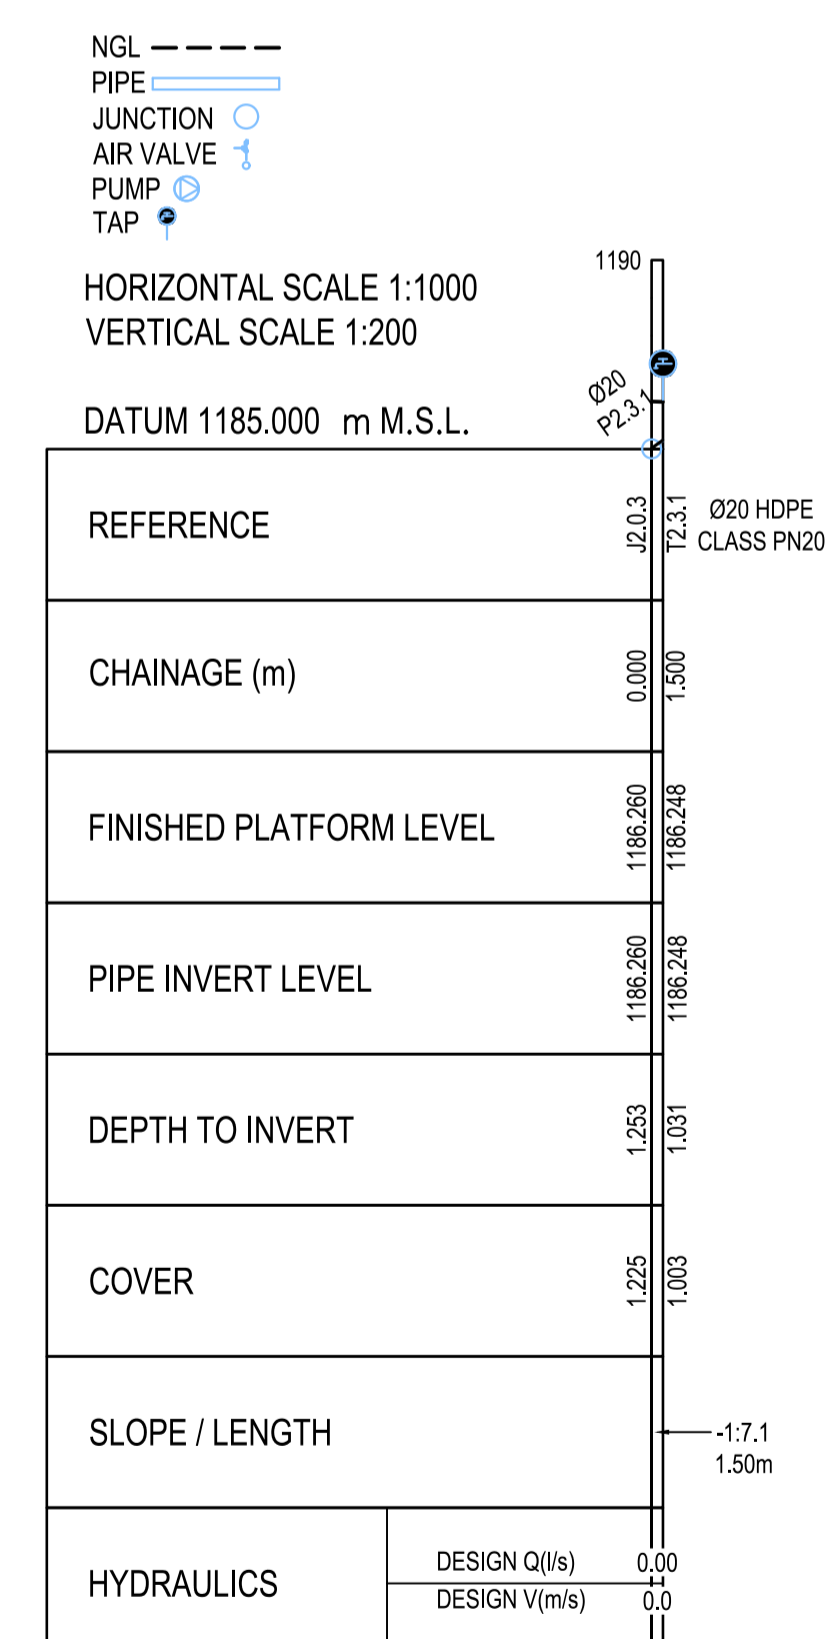 NGL
PIPE
JUNCTION
AIR VALVE
PUMP
TAP
HORIZONTAL SCALE 1:1000
VERTICAL SCALE 1:200
DATUM 1185.000 m M.S.L.
1190
Ø20
P2.3.1
REFERENCE
J2.0.3
T2.3.1
Ø20 HDPE
CLASS PN20
CHAINAGE (m)
0.000
1.500
FINISHED PLATFORM LEVEL
1186.260
1186.248
PIPE INVERT LEVEL
1186.260
1186.248
DEPTH TO INVERT
1.253
1.031
COVER
1.225
1.003
SLOPE / LENGTH
-1:7.1
1.50m
HYDRAULICS
DESIGN Q(l/s)
0.00
DESIGN V(m/s)
0.0